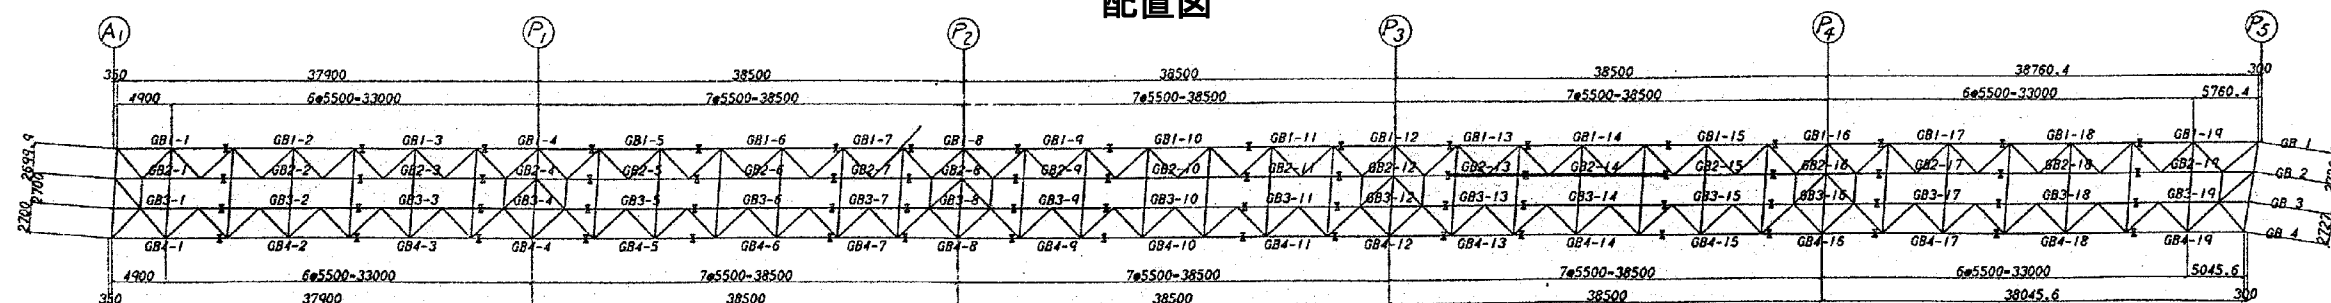 配置図
A1 P1 P2 P3 P4 P5
350 37900 38500 38500 38500 38760.4 300
4900 6@5500=33000 7@5500=38500 7@5500=38500 7@5500=38500 6@5500=33000 5760.4
GB1-1 GB1-2 GB1-3 GB1-4 GB1-5 GB1-6 GB1-7 GB1-8 GB1-9 GB1-10 GB1-11 GB1-12 GB1-13 GB1-14 GB1-15 GB1-16 GB1-17 GB1-18 GB1-19 GB 1
2699.9
GB2-1 GB2-2 GB2-3 GB2-4 GB2-5 GB2-6 GB2-7 GB2-8 GB2-9 GB2-10 GB2-11 GB2-12 GB2-13 GB2-14 GB2-15 GB2-16 GB2-17 GB2-18 GB2-19 GB 2
2700
GB3-1 GB3-2 GB3-3 GB3-4 GB3-5 GB3-6 GB3-7 GB3-8 GB3-9 GB3-10 GB3-11 GB3-12 GB3-13 GB3-14 GB3-15 GB3-16 GB3-17 GB3-18 GB3-19 GB 3
2700
GB4-1 GB4-2 GB4-3 GB4-4 GB4-5 GB4-6 GB4-7 GB4-8 GB4-9 GB4-10 GB4-11 GB4-12 GB4-13 GB4-14 GB4-15 GB4-16 GB4-17 GB4-18 GB4-19 GB 4
4900 6@5500=33000 7@5500=38500 7@5500=38500 7@5500=38500 6@5500=33000 5045.6
350 37900 38500 38500 38500 38045.6 300